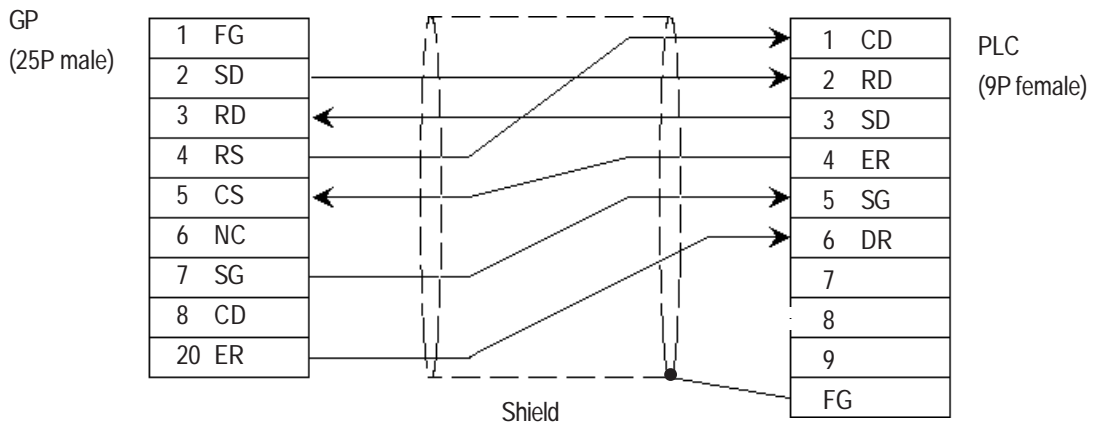 GP
(25P male)
1 FG
2 SD
3 RD
4 RS
5 CS
6 NC
7 SG
8 CD
20 ER
Shield
1 CD
2 RD
3 SD
4 ER
5 SG
6 DR
7
8
9
FG
PLC
(9P female)